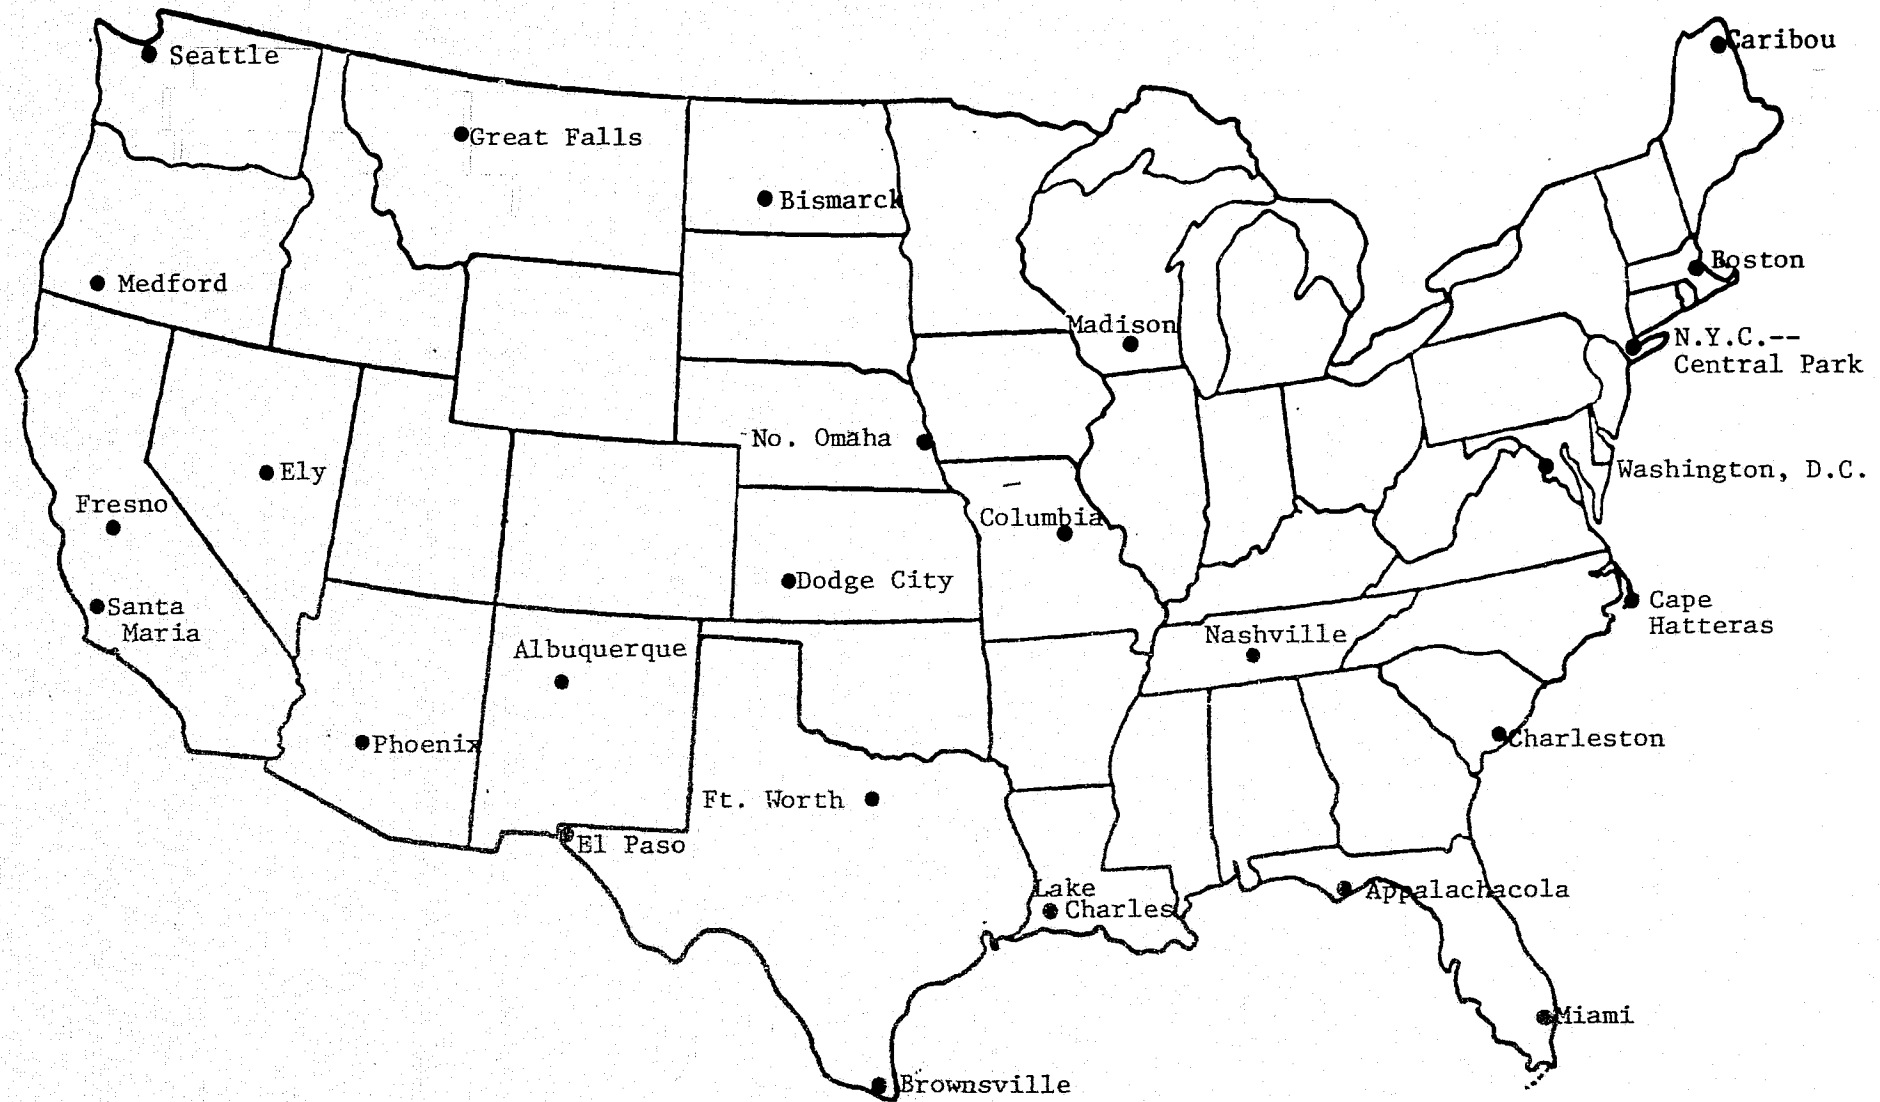 Seattle
Caribou
Great Falls
Bismarck
Medford
Boston
Madison
N.Y.C.--
Central Park
No. Omaha
Ely
Washington, D.C.
Fresno
Columbia
Dodge City
Santa
Maria
Cape
Hatteras
Nashville
Albuquerque
Phoenix
Charleston
Ft. Worth
El Paso
Lake
Charles
Appalachacola
Miami
Brownsville